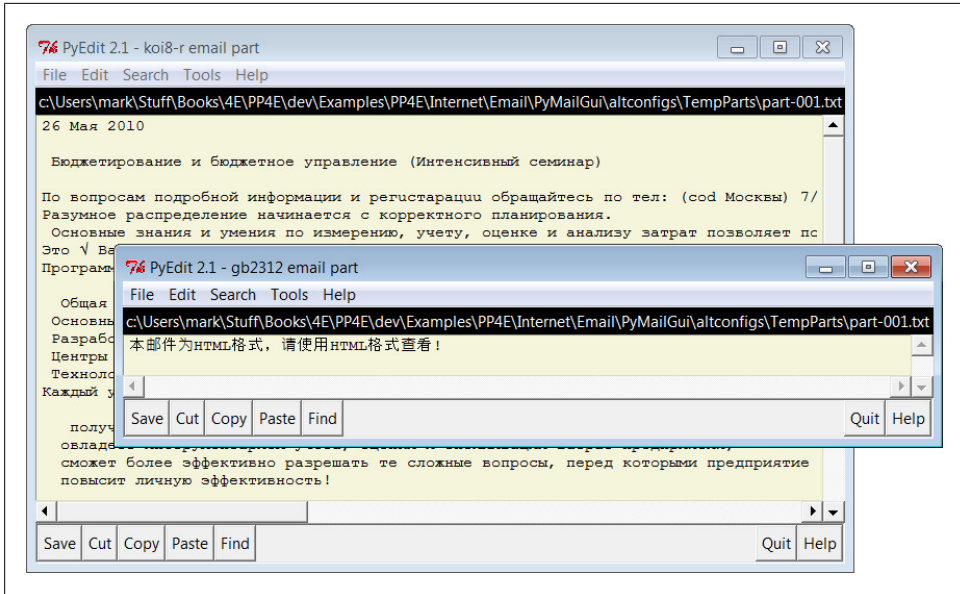 PyEdit 2.1 - koi8-r email part
File Edit Search Tools Help
c:\Users\mark\Stuff\Books\4E\PP4E\dev\Examples\PP4E\Internet\Email\PyMailGui\altconfigs\TempParts\part-001.txt
26 Мая 2010
Бюджетирование и бюджетное управление (Интенсивный семинар)
По вопросам подробной информации и регuстарацuu обращайтесь по тел: (cod Москвы) 7/
Разумное распределение начинается с корректного планирования.
Основные знания и умения по измерению, учету, оценке и анализу затрат позволяет по
Это √ Ва
Программ
Общая
Основны
Разрабо
Центры
Техноло
Каждый у
PyEdit 2.1 - gb2312 email part
File Edit Search Tools Help
c:\Users\mark\Stuff\Books\4E\PP4E\dev\Examples\PP4E\Internet\Email\PyMailGui\altconfigs\TempParts\part-001.txt
本邮件为HTML格式，请使用HTML格式查看!
Save Cut Copy Paste Find Quit Help
получ
овладе
сможет более эффективно разрешать те сложные вопросы, перед которыми предприятие
повысит личную эффективность!
Save Cut Copy Paste Find Quit Help